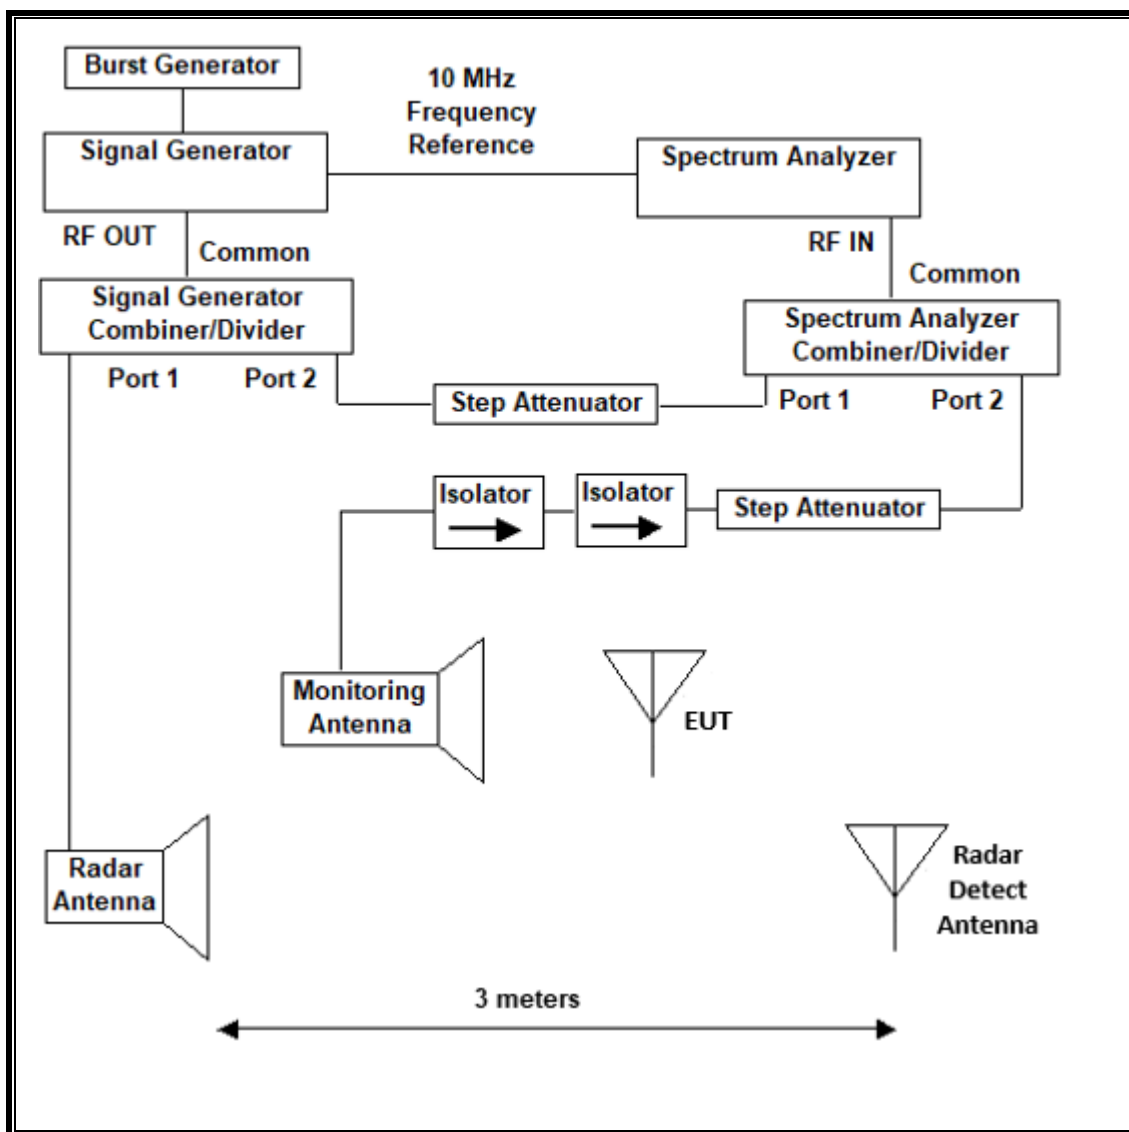 Burst Generator
10 MHz
Frequency
Reference
Signal Generator
Spectrum Analyzer
RF OUT
Common
RF IN
Common
Signal Generator
Combiner/Divider
Spectrum Analyzer
Combiner/Divider
Port 1
Port 2
Step Attenuator
Port 1
Port 2
Isolator
Isolator
Step Attenuator
Monitoring
Antenna
EUT
Radar
Antenna
Radar
Detect
Antenna
3 meters